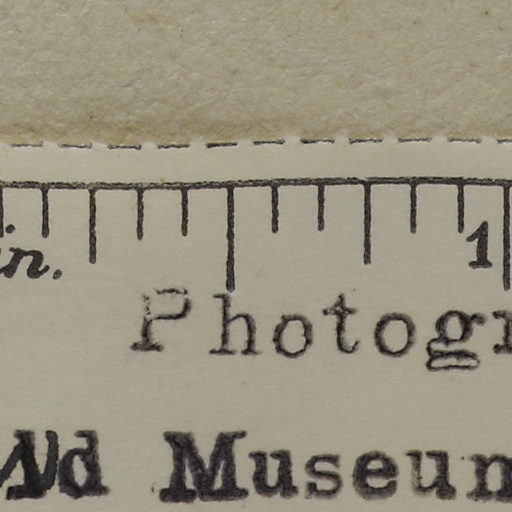 in. 1
Photogr
Museum